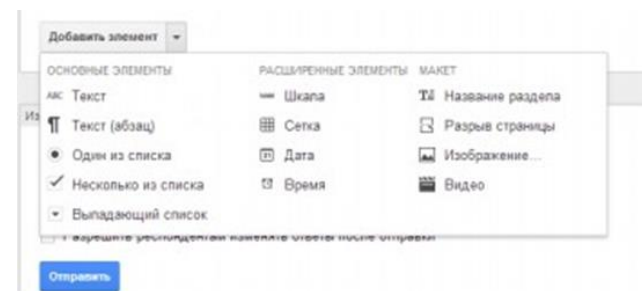 Добавить элемент
ОСНОВНЫЕ ЭЛЕМЕНТЫ РАСШИРЕННЫЕ ЭЛЕМЕНТЫ МАКЕТ
ABC Текст Шкала Название раздела
Текст (абзац) Сетка Разрыв страницы
Один из списка Дата Изображение...
Несколько из списка Время Видео
Выпадающий список
Разрешить респондентам изменять ответы после отправки
Отправить